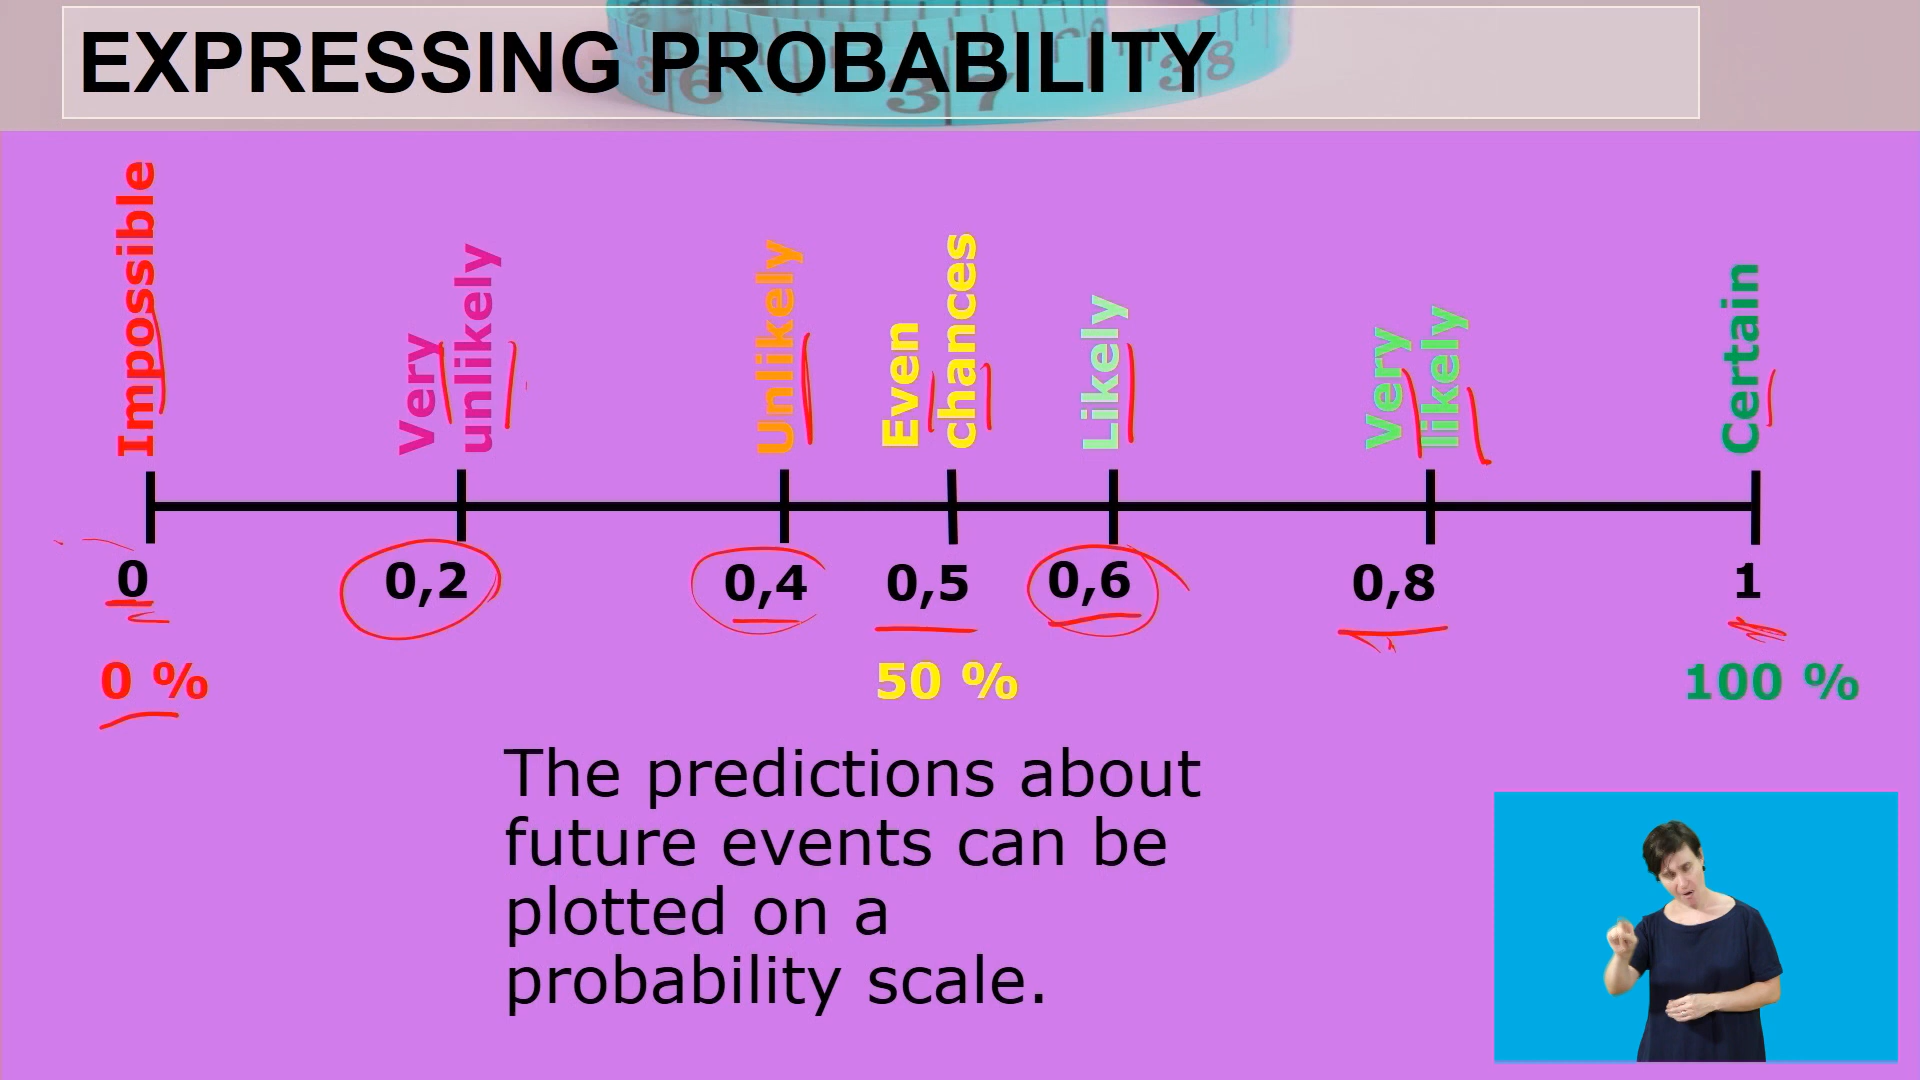 EXPRESSING PROBABILITY
Impossible
Very
unlikely
Unlikely
Even
chances
Likely
Very
likely
Certain
0
0,2
0,4
0,5
0,6
0,8
1
0 %
50 %
100 %
The predictions about
future events can be
plotted on a
probability scale.